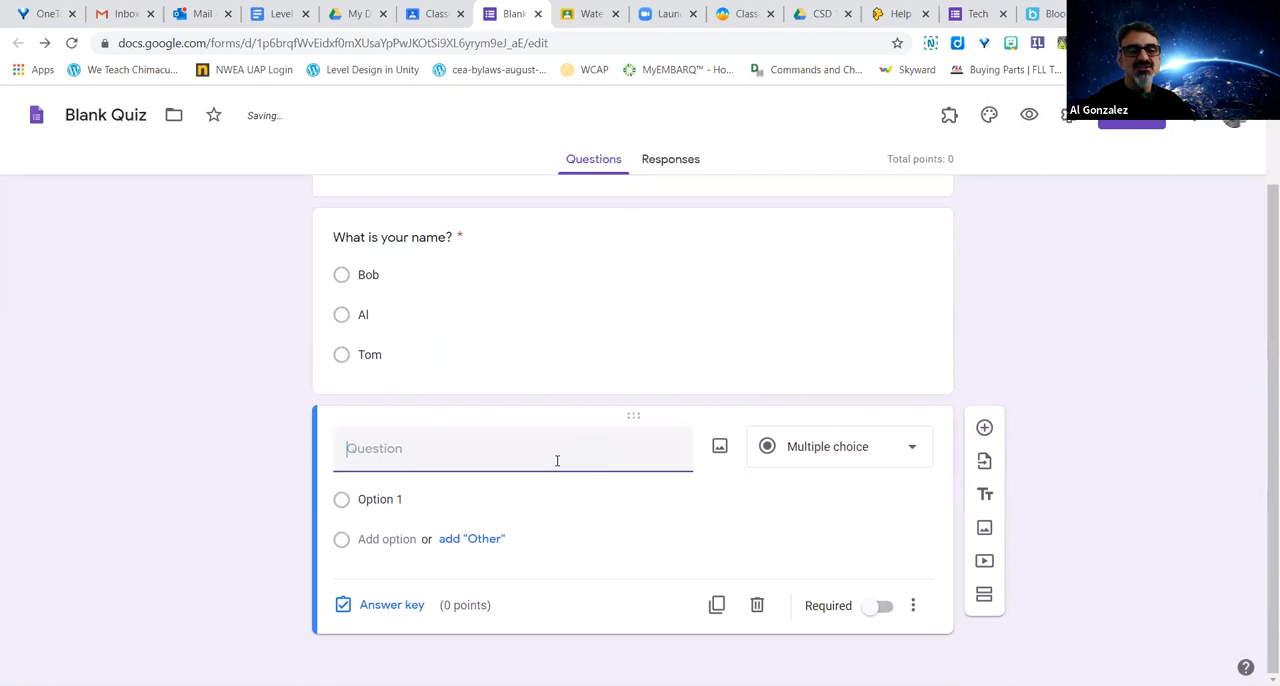 OneTa
Inbox
Mail -
Level
My D
Class
Blank
Wate
Laun
Class
CSD T
Help
Tech
Bloo
docs.google.com/forms/d/1p6brqfWvEidxf0mXUsaYpPwJKOtSi9XL6yrym9eJ_aE/edit
Apps
We Teach Chimacu...
NWEA UAP Login
Level Design in Unity
cea-bylaws-august-...
WCAP
MyEMBARQ™ - Ho...
Commands and Ch...
Skyward
Buying Parts | FLL T...
Al Gonzalez
Blank Quiz
Saving...
Questions
Responses
Total points: 0
What is your name? *
Bob
Al
Tom
Question
Multiple choice
Option 1
Add option or add "Other"
Answer key (0 points)
Required